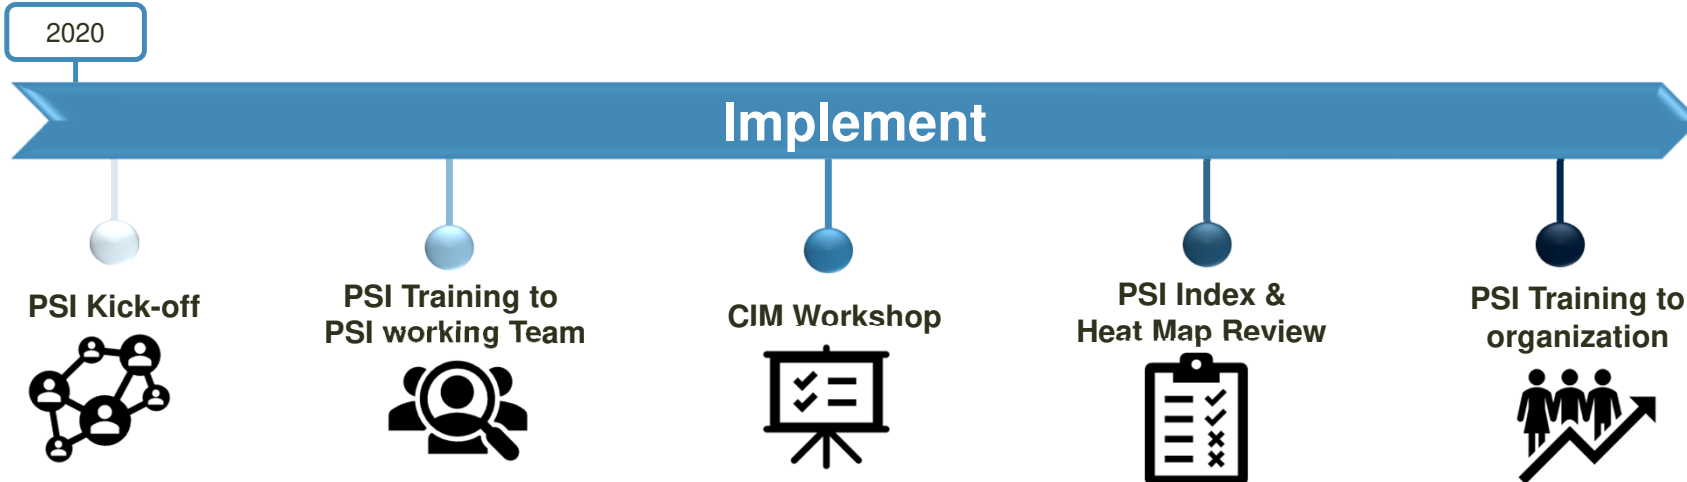 2020
Implement
PSI Kick-off
PSI Training to
PSI working Team
CIM Workshop
PSI Index &
Heat Map Review
PSI Training to
organization